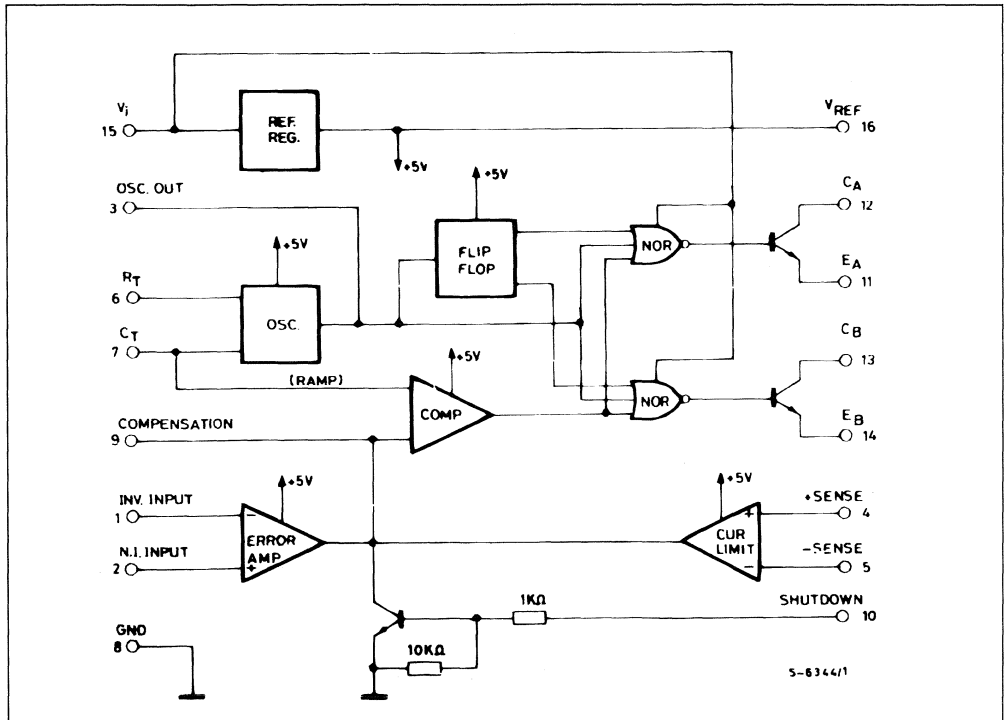 Vi
15
REF.
REG.
+5V
VREF
16
OSC. OUT
3
+5V
FLIP
FLOP
NOR
CA
12
EA
11
+5V
RT
6
OSC.
CT
7
(RAMP)
+5V
COMP
NOR
CB
13
EB
14
COMPENSATION
9
INV. INPUT
1
N.I. INPUT
2
+5V
-
ERROR
AMP
+
+5V
+
CUR
LIMIT
-
+SENSE
4
-SENSE
5
SHUTDOWN
10
1KΩ
10KΩ
GND
8
S-6344/1